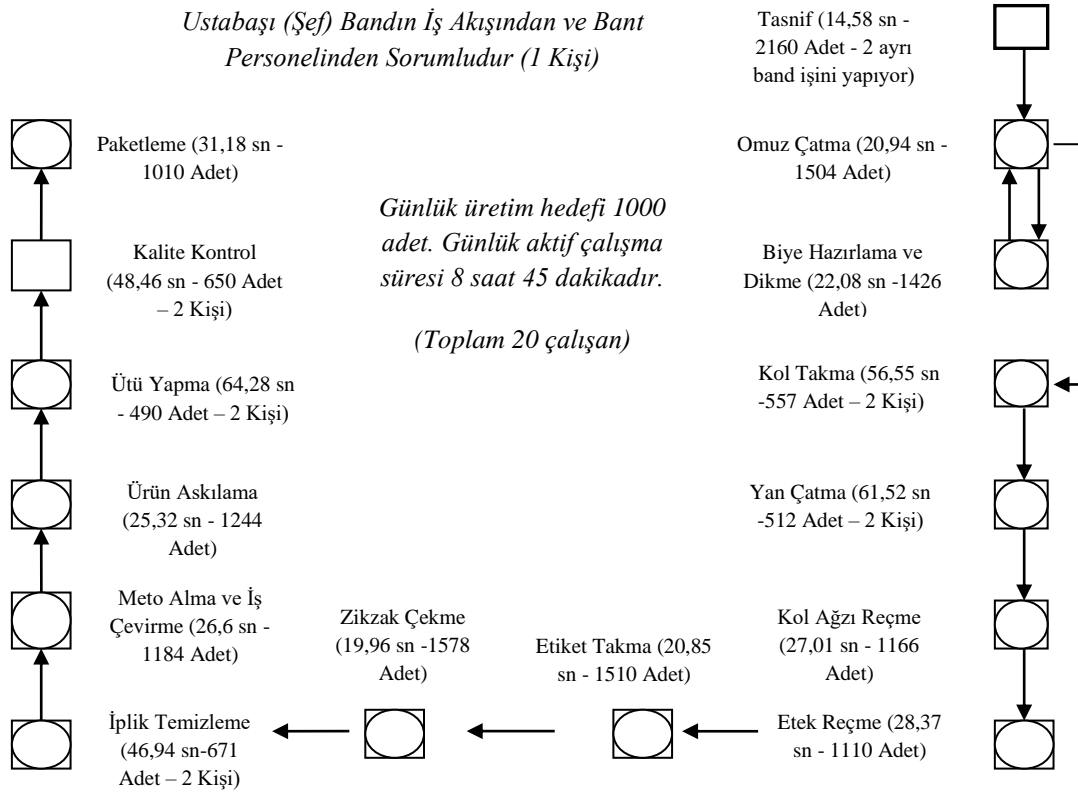 Ustabaşı (Şef) Bandın İş Akışından ve Bant
Personelinden Sorumludur (1 Kişi)
Tasnif (14,58 sn -
2160 Adet - 2 ayrı
band işini yapıyor)
Omuz Çatma (20,94 sn -
1504 Adet)
Biye Hazırlama ve
Dikme (22,08 sn -1426
Adet)
Kol Takma (56,55 sn
-557 Adet – 2 Kişi)
Yan Çatma (61,52 sn
-512 Adet – 2 Kişi)
Kol Ağzı Reçme
(27,01 sn - 1166
Adet)
Etek Reçme (28,37
sn - 1110 Adet)
Etiket Takma (20,85
sn - 1510 Adet)
Zikzak Çekme
(19,96 sn -1578
Adet)
İplik Temizleme
(46,94 sn-671
Adet – 2 Kişi)
Meto Alma ve İş
Çevirme (26,6 sn -
1184 Adet)
Ürün Askılama
(25,32 sn - 1244
Adet)
Ütü Yapma (64,28 sn
- 490 Adet – 2 Kişi)
Kalite Kontrol
(48,46 sn - 650 Adet
– 2 Kişi)
Paketleme (31,18 sn -
1010 Adet)
Günlük üretim hedefi 1000
adet. Günlük aktif çalışma
süresi 8 saat 45 dakikadır.
(Toplam 20 çalışan)